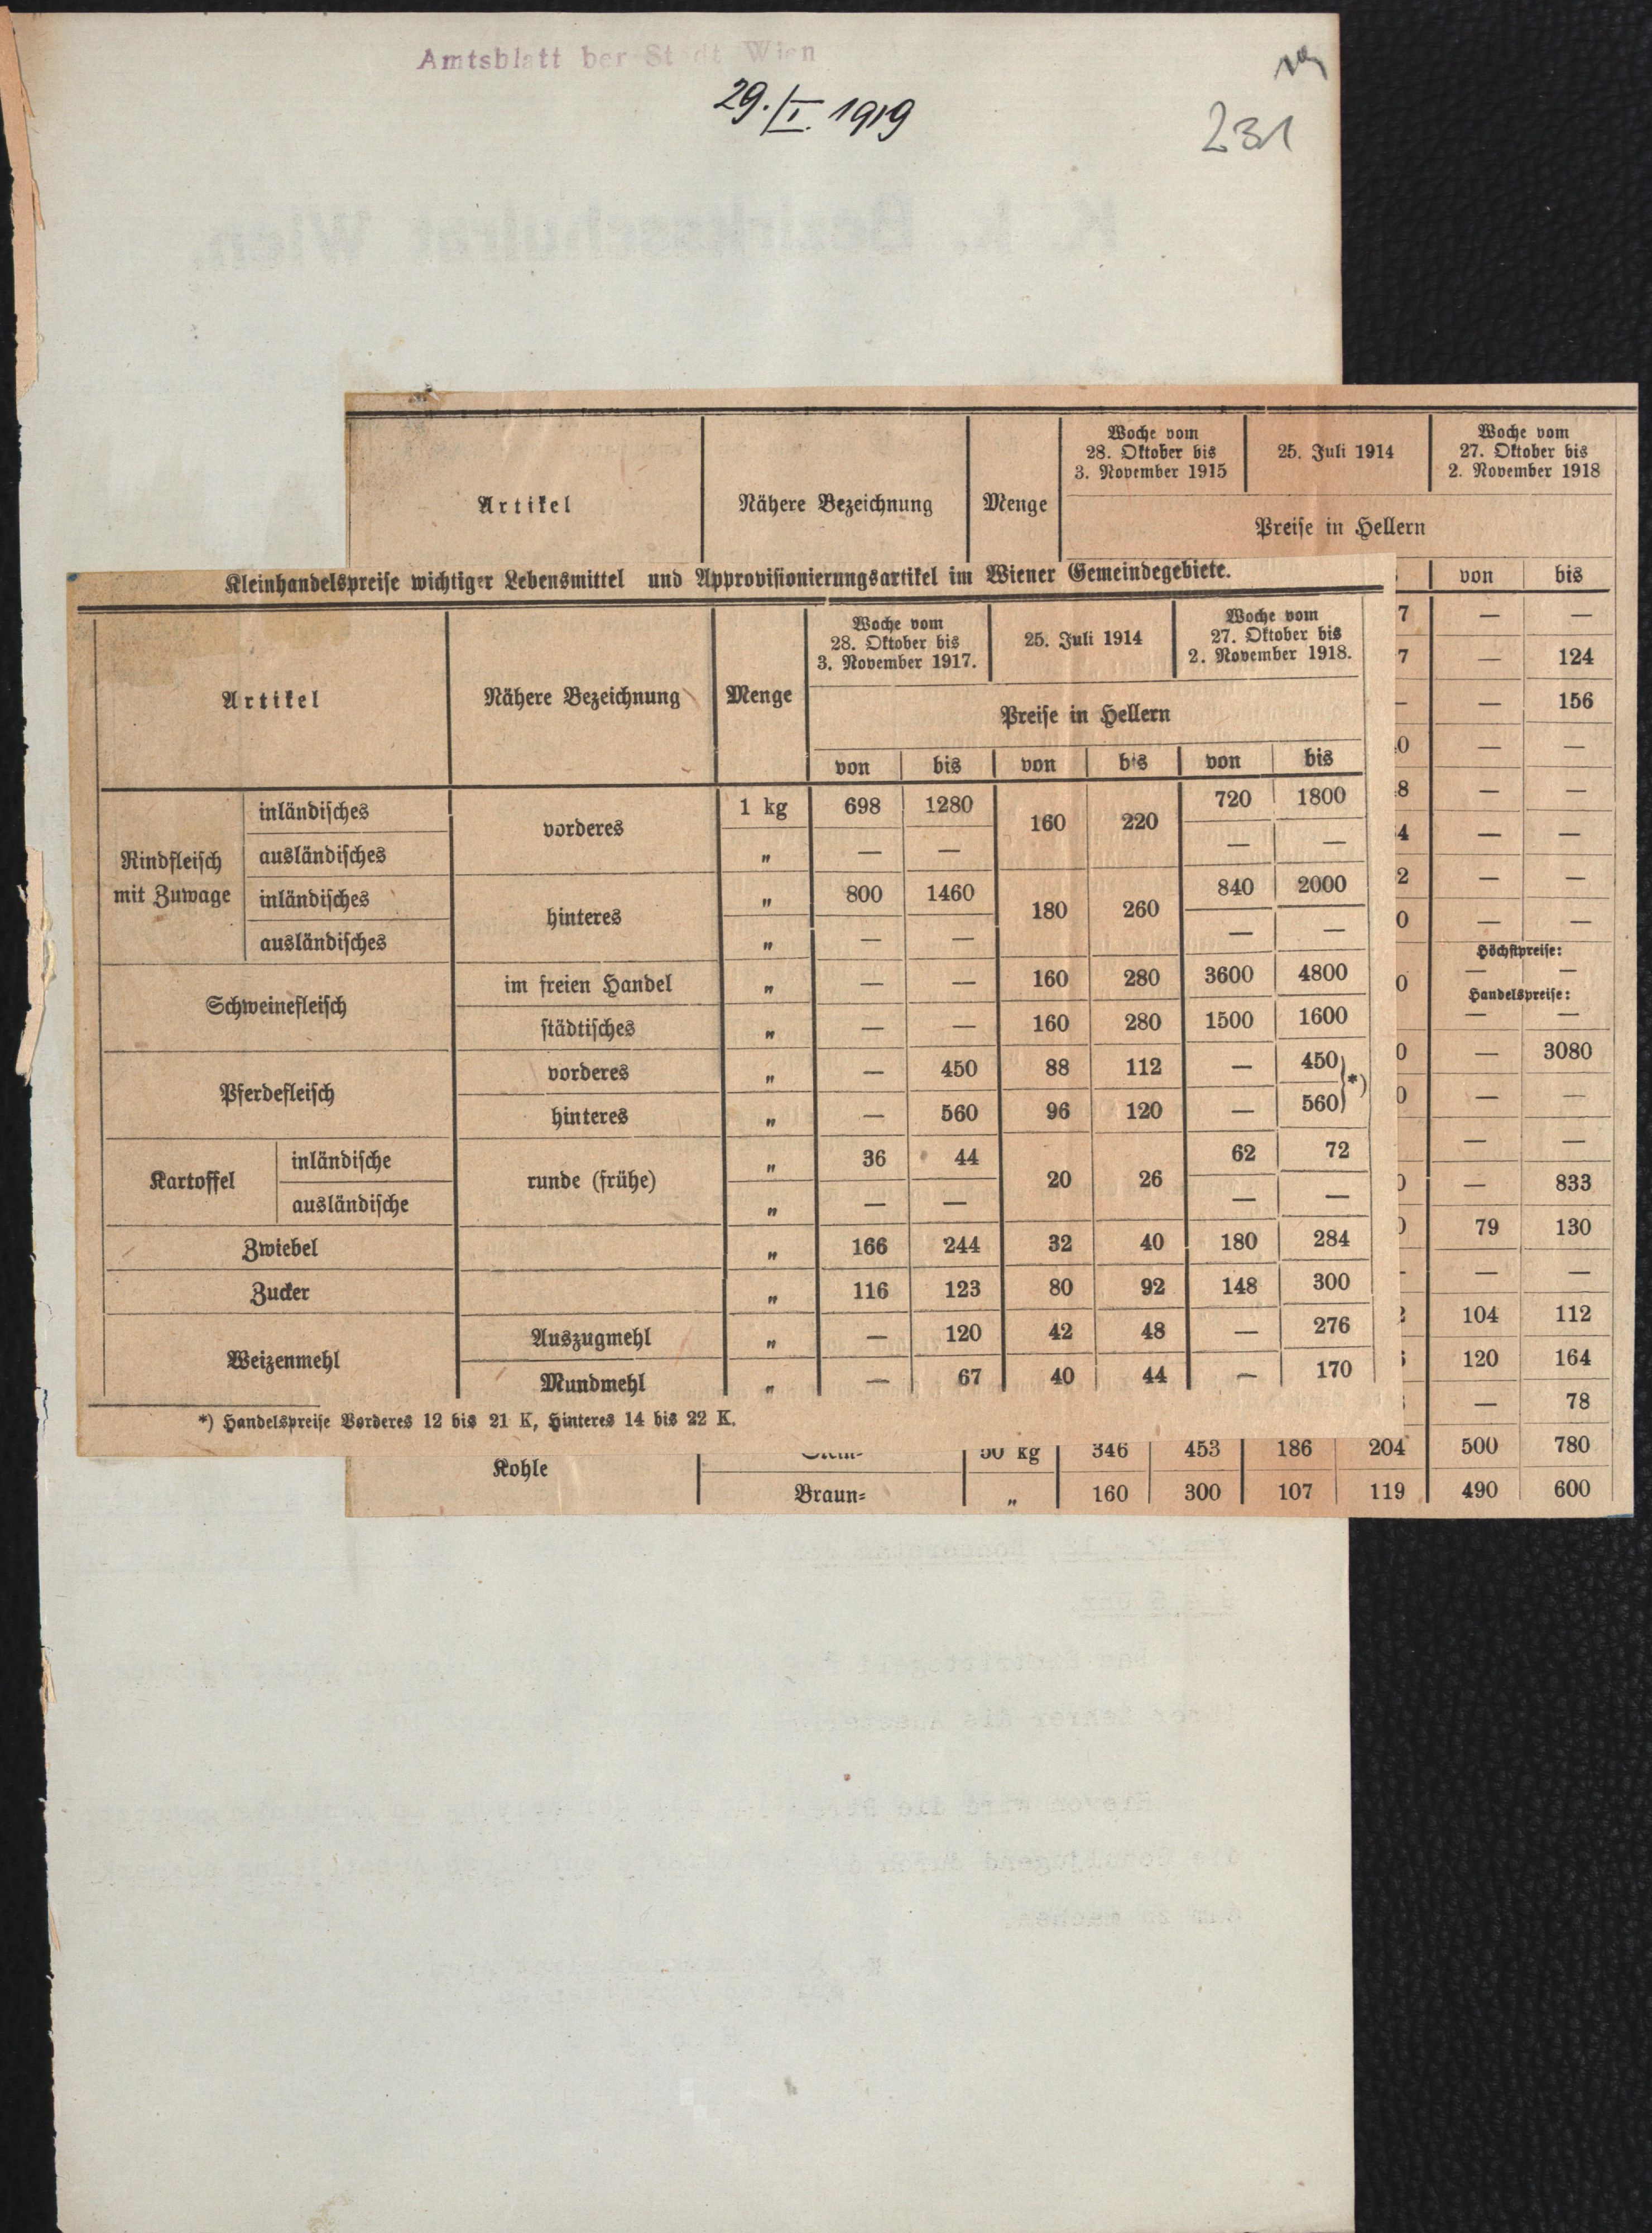 Amtsblatt der Stadt Wien
29./I. 1919
231
Artikel | Nähere Bezeichnung | Menge | Woche vom 28. Oktober bis 3. November 1915 | 25. Juli 1914 | Woche vom 27. Oktober bis 2. November 1918
Preise in Hellern
von | bis
7 | — | —
7 | — | 124
— | — | 156
0 | — | —
8 | — | —
4 | — | —
2 | — | —
0 | — | —
Höchstpreise:
— | —
0 | Handelspreise:
— | —
0 | — | 3080
0 | — | —
— | —
— | 833
79 | 130
— | —
104 | 112
120 | 164
— | 78
Kleinhandelspreise wichtiger Lebensmittel und Approvisionierungsartikel im Wiener Gemeindegebiete.
Artikel | Nähere Bezeichnung | Menge | Woche vom 28. Oktober bis 3. November 1917. | 25. Juli 1914 | Woche vom 27. Oktober bis 2. November 1918.
Preise in Hellern
von | bis | von | bis | von | bis
Rindfleisch mit Zuwage | inländisches | vorderes | 1 kg | 698 | 1280 | 160 | 220 | 720 | 1800
ausländisches | „ | — | — | — | —
inländisches | hinteres | „ | 800 | 1460 | 180 | 260 | 840 | 2000
ausländisches | „ | — | — | — | —
Schweinefleisch | im freien Handel | „ | — | — | 160 | 280 | 3600 | 4800
städtisches | „ | — | — | 160 | 280 | 1500 | 1600
Pferdefleisch | vorderes | „ | — | 450 | 88 | 112 | — | 450 } *)
hinteres | „ | — | 560 | 96 | 120 | — | 560
Kartoffel | inländische | runde (frühe) | „ | 36 | 44 | 20 | 26 | 62 | 72
ausländische | „ | — | — | — | —
Zwiebel | „ | 166 | 244 | 32 | 40 | 180 | 284
Zucker | „ | 116 | 123 | 80 | 92 | 148 | 300
Weizenmehl | Auszugmehl | „ | — | 120 | 42 | 48 | — | 276
Mundmehl | „ | — | 67 | 40 | 44 | — | 170
*) Handelspreise Vorderes 12 bis 21 K, Hinteres 14 bis 22 K.
Kohle | 50 kg | 346 | 453 | 186 | 204 | 500 | 780
Braun= | „ | 160 | 300 | 107 | 119 | 490 | 600